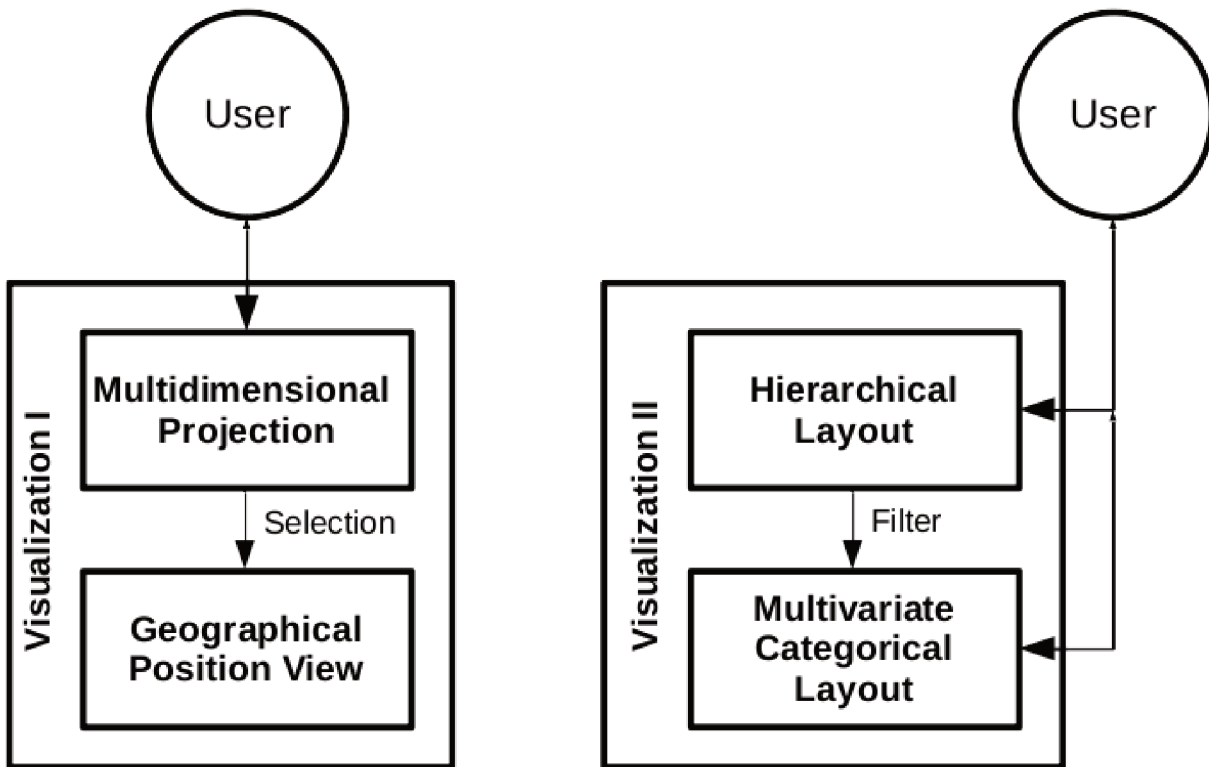 User
Visualization I
Multidimensional
Projection
Selection
Geographical
Position View
User
Visualization II
Hierarchical
Layout
Filter
Multivariate
Categorical
Layout